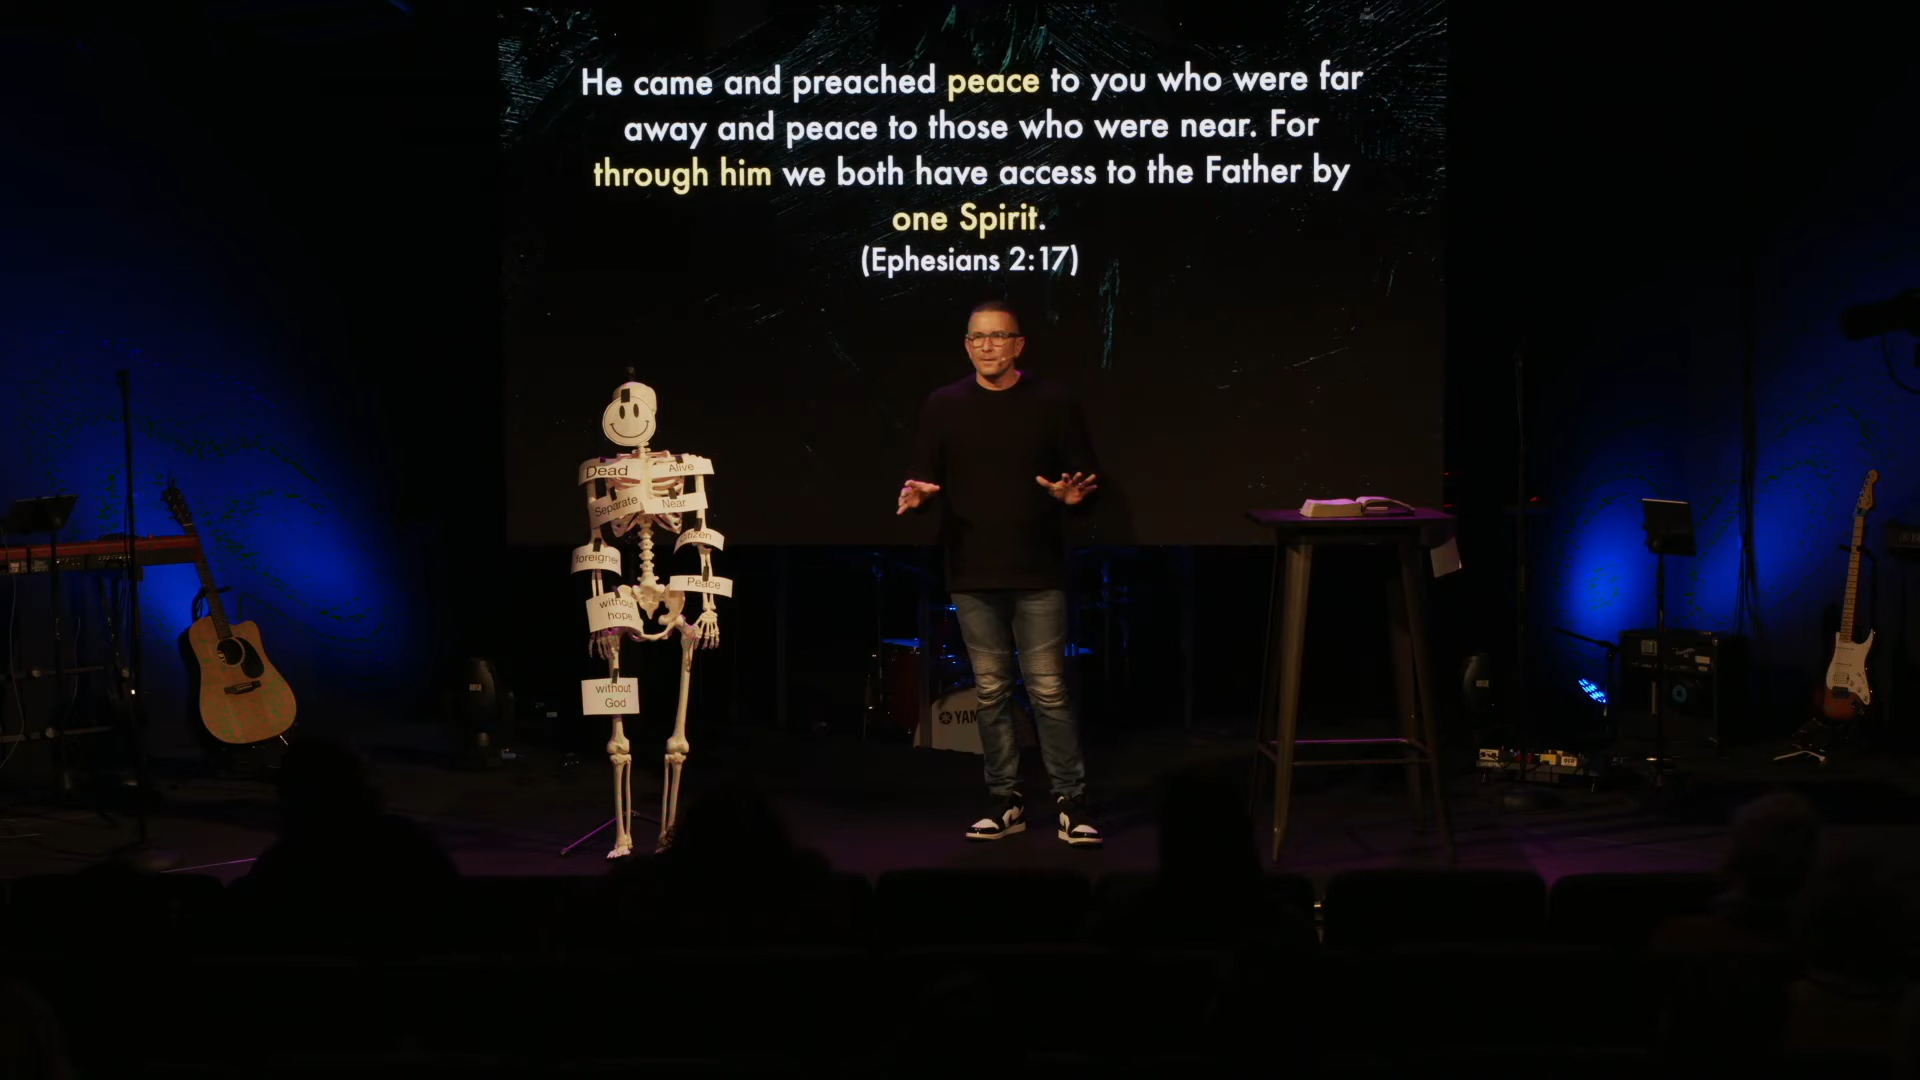 He came and preached peace to you who were far
away and peace to those who were near. For
through him we both have access to the Father by
one Spirit.
(Ephesians 2:17)
Dead
Alive
Separate
Near
foreigner
Peace
without
hope
without
God